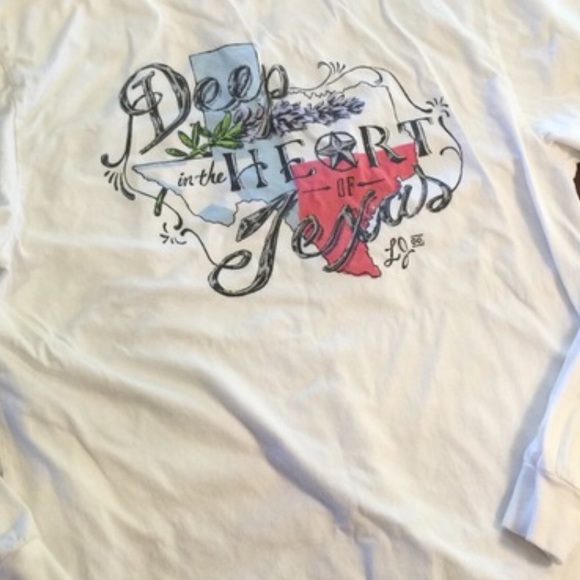 Deep
in the HEART
OF
Texas
LJ